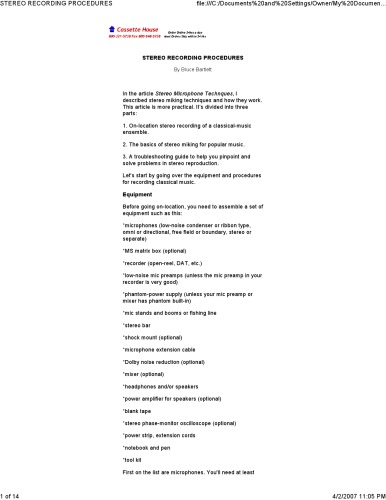 STEREO RECORDING PROCEDURES file:///C:/Documents%20and%20Settings/Owner/My%20Documen...
Cassette House
STEREO RECORDING PROCEDURES
By Bruce Bartlett
In the article Stereo Microphone Techniques, I
described stereo miking techniques and how they work.
This article is more practical. It's divided into three
parts:
1. On-location stereo recording of a classical-music
ensemble.
2. The basics of stereo miking for popular music.
3. A troubleshooting guide to help you pinpoint and
solve problems in stereo reproduction.
Let's start by going over the equipment and procedures
for recording classical music.
Equipment
Before going on-location, you need to assemble a set of
equipment such as this:
*microphones (low-noise condenser or ribbon type,
omni or directional, free field or boundary, stereo or
separate)
*MS matrix box (optional)
*recorder (open-reel, DAT, etc.)
*low-noise mic preamps (unless the mic preamp in your
recorder is very good)
*phantom-power supply (unless your mic preamp or
mixer has phantom built-in)
*mic stands and booms or fishing line
*stereo bar
*shock mount (optional)
*microphone extension cable
*Dolby noise reduction (optional)
*mixer (optional)
*headphones and/or speakers
*power amplifier for speakers (optional)
*blank tape
*stereo phase-monitor oscilloscope (optional)
*power strip, extension cords
*notebook and pen
*tool kit
First on the list are microphones. You'll need at least
1 of 14 4/2/2007 11:05 PM